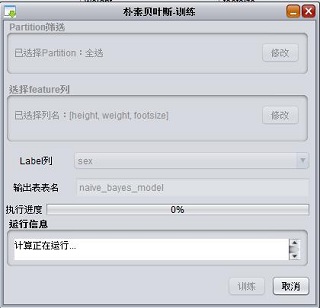 朴素贝叶斯-训练
Partition筛选
已选择Partition：全选
修改
选择feature列
已选择列名：[height, weight, footsize]
修改
Label列
sex
输出表表名
naive_bayes_model
执行进度
0%
运行信息
计算正在运行...
训练
取消